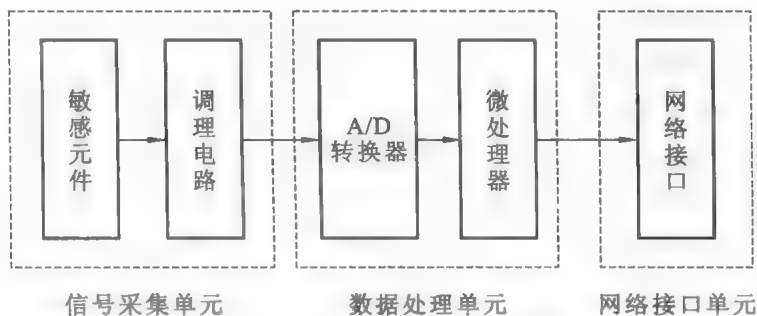 敏感元件
调理电路
A/D
转换器
微处理器
网络接口
信号采集单元
数据处理单元
网络接口单元